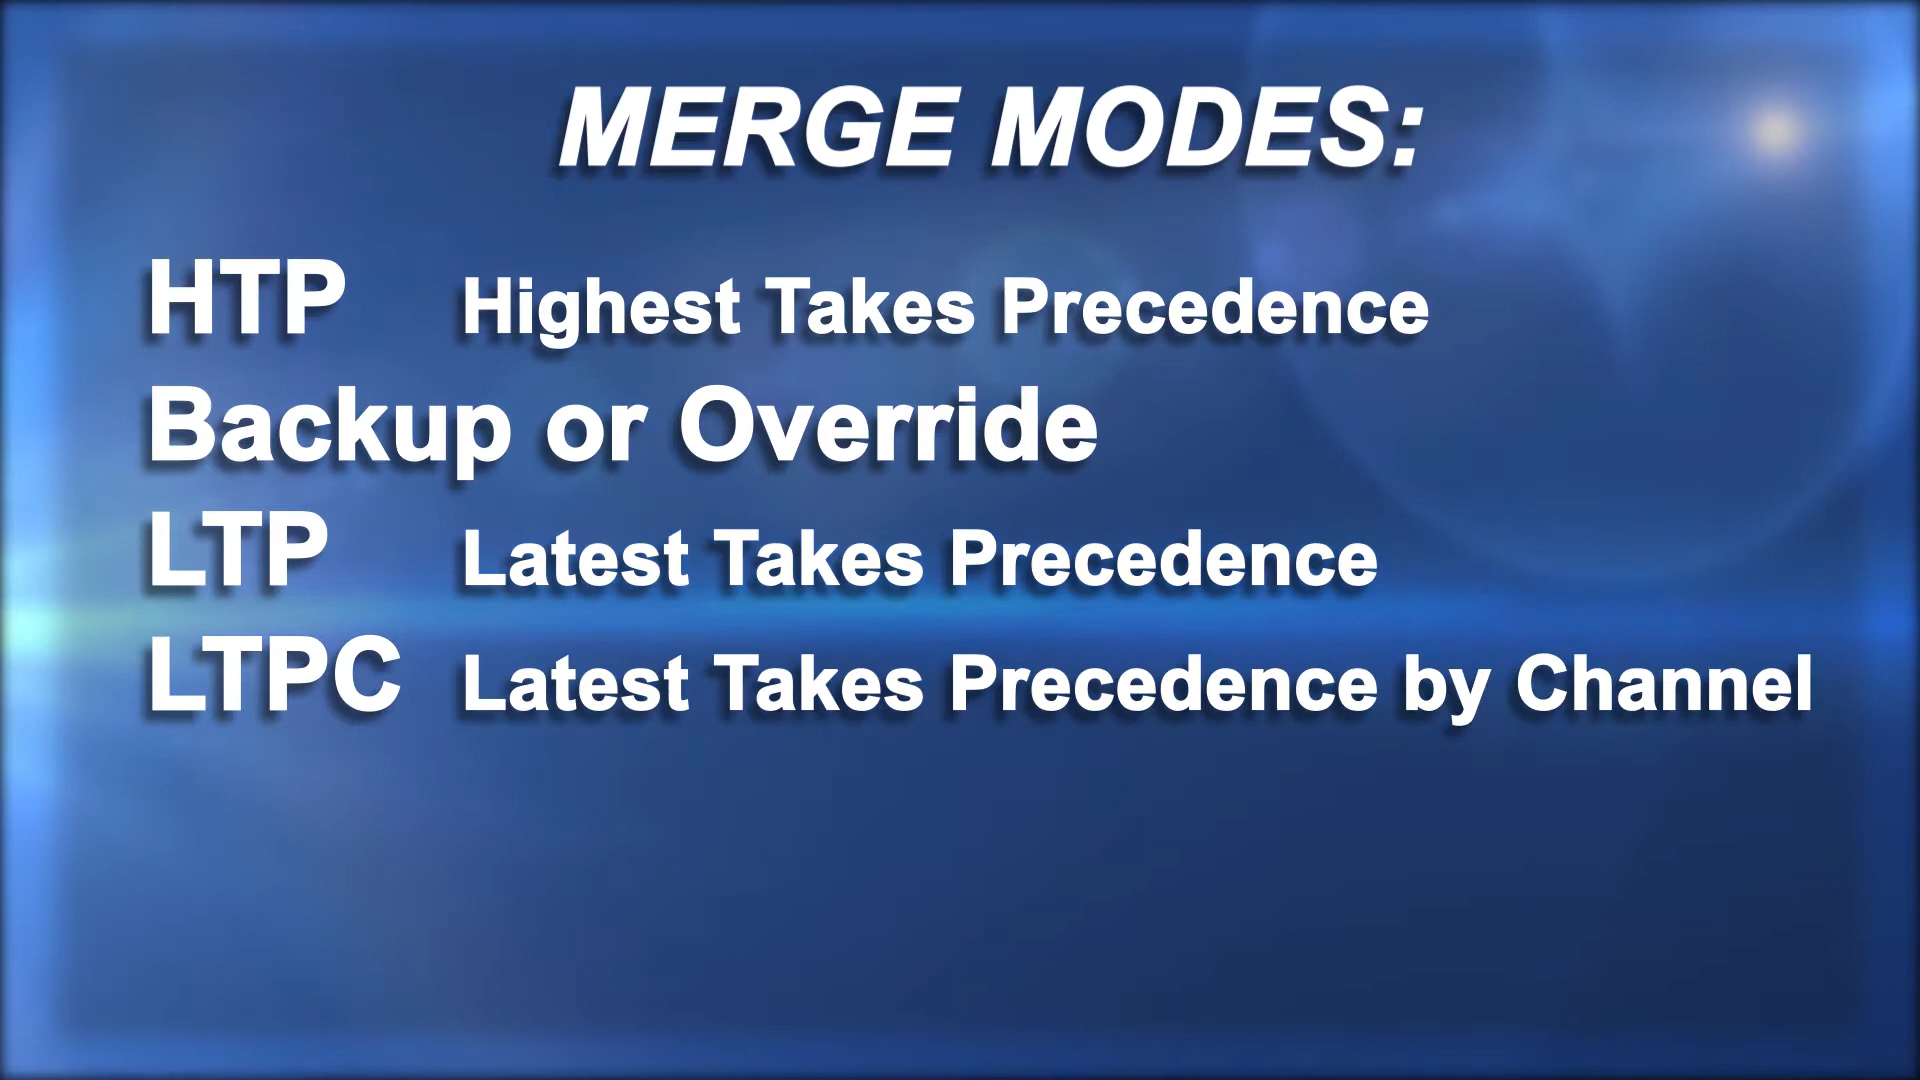 MERGE MODES:
HTP Highest Takes Precedence
Backup or Override
LTP Latest Takes Precedence
LTPC Latest Takes Precedence by Channel